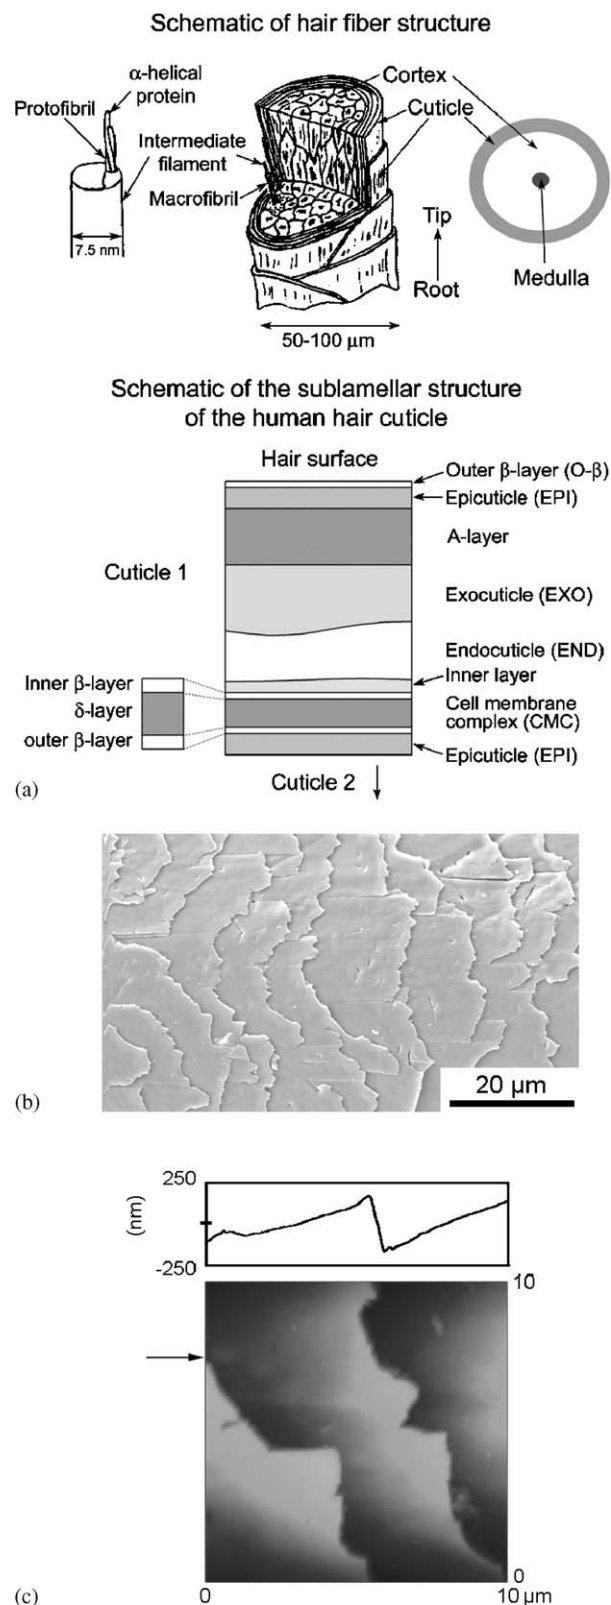 Schematic of hair fiber structure
α-helical
protein
Protofibril
Intermediate
filament
Macrofibril
7.5 nm
Cortex
Cuticle
Tip
Root
Medulla
50-100 μm
Schematic of the sublamellar structure
of the human hair cuticle
Hair surface
Outer β-layer (O-β)
Epicuticle (EPI)
A-layer
Cuticle 1
Exocuticle (EXO)
Endocuticle (END)
Inner layer
Inner β-layer
δ-layer
outer β-layer
Cell membrane
complex (CMC)
Epicuticle (EPI)
(a)
Cuticle 2
20 μm
(b)
250
(nm)
-250
10
0
(c)
0
10 μm